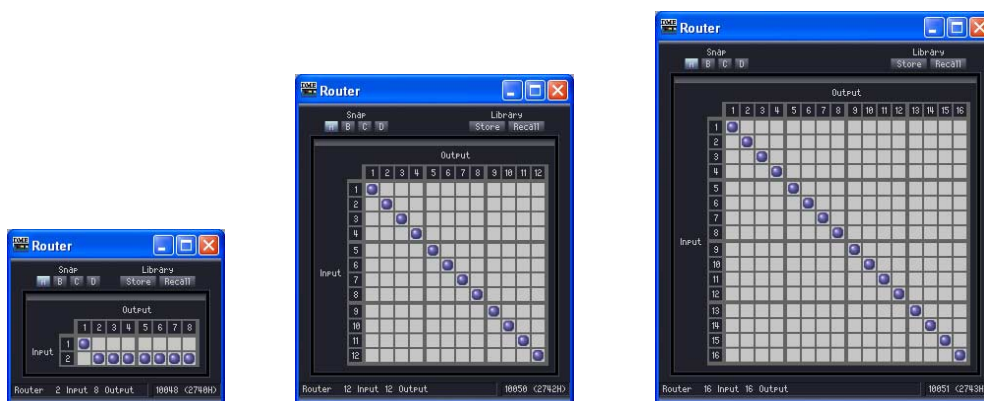 Router
Snap
Library
A B C D
Store Recall
Output
1 2 3 4 5 6 7 8
Input
1
2
Router 2 Input 8 Output
10048 (2740H)
Router
Snap
Library
A B C D
Store Recall
Output
1 2 3 4 5 6 7 8 9 10 11 12
1
2
3
4
5
6
Input
7
8
9
10
11
12
Router 12 Input 12 Output
10050 (2742H)
Router
Snap
Library
A B C D
Store Recall
Output
1 2 3 4 5 6 7 8 9 10 11 12 13 14 15 16
1
2
3
4
5
6
7
8
Input
9
10
11
12
13
14
15
16
Router 16 Input 16 Output
10051 (2743H